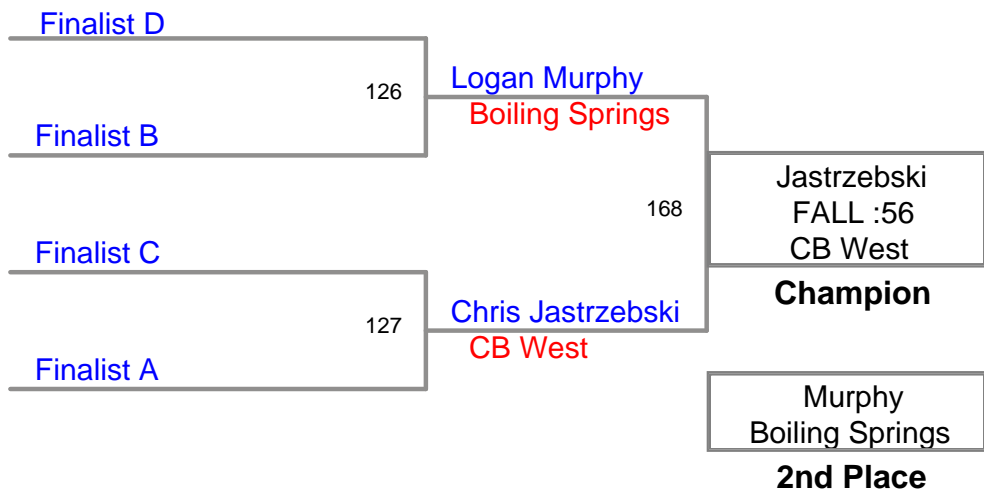 Finalist D
126
Logan Murphy
Boiling Springs
Finalist B
168
Jastrzebski
FALL :56
CB West
Champion
Finalist C
127
Chris Jastrzebski
CB West
Finalist A
Murphy
Boiling Springs
2nd Place